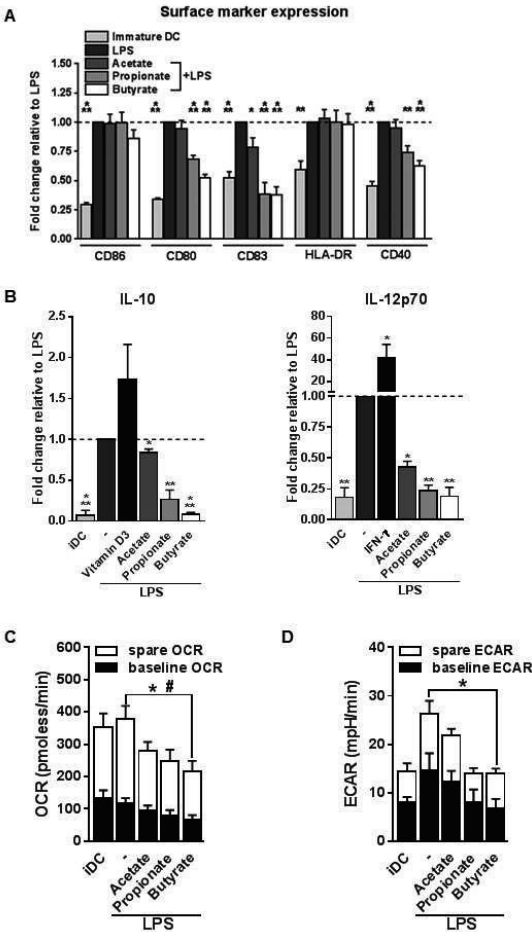 A
Surface marker expression
Immature DC
LPS
Acetate
Propionate
Butyrate
+LPS
Fold change relative to LPS
1.50
1.25
1.00
0.75
0.50
0.25
0.00
* ** * ** * ** * ** * * ** * ** ** * ** ** * **
CD86 CD80 CD83 HLA-DR CD40
B
IL-10
Fold change relative to LPS
2.5
2.0
1.5
1.0
0.5
0.0
* ** * ** * **
iDC - Vitamin D3 Acetate Propionate Butyrate
LPS
IL-12p70
Fold change relative to LPS
80
60
40
20
1.00
0.75
0.50
0.25
0.00
** * * ** **
iDC - IFN-γ Acetate Propionate Butyrate
LPS
C
spare OCR
baseline OCR
OCR (pmoless/min)
600
500
400
300
200
100
0
* #
iDC - Acetate Propionate Butyrate
LPS
D
spare ECAR
baseline ECAR
ECAR (mpH/min)
40
30
20
10
0
*
iDC - Acetate Propionate Butyrate
LPS